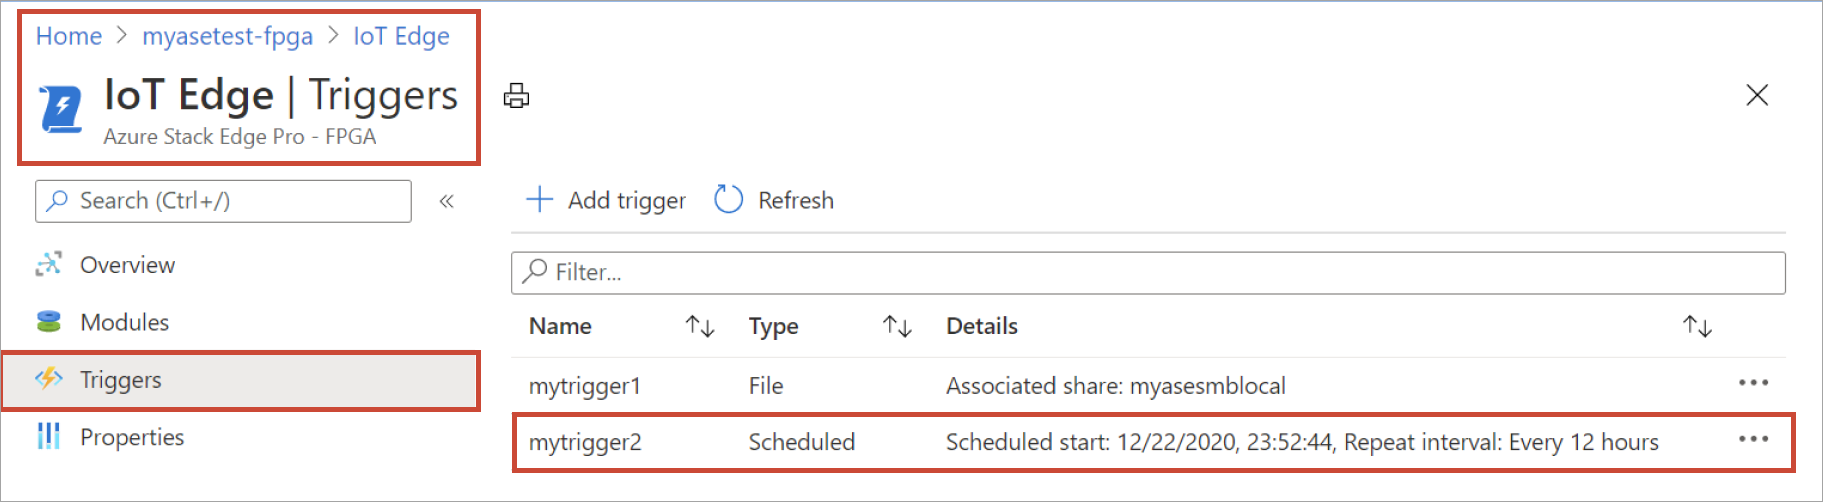 Home > myasetest-fpga > IoT Edge
IoT Edge | Triggers
Azure Stack Edge Pro - FPGA
Search (Ctrl+/)
«
Add trigger
Refresh
Overview
Modules
Triggers
Properties
Filter...
Name Type Details
mytrigger1 File Associated share: myasesmblocal
mytrigger2 Scheduled Scheduled start: 12/22/2020, 23:52:44, Repeat interval: Every 12 hours